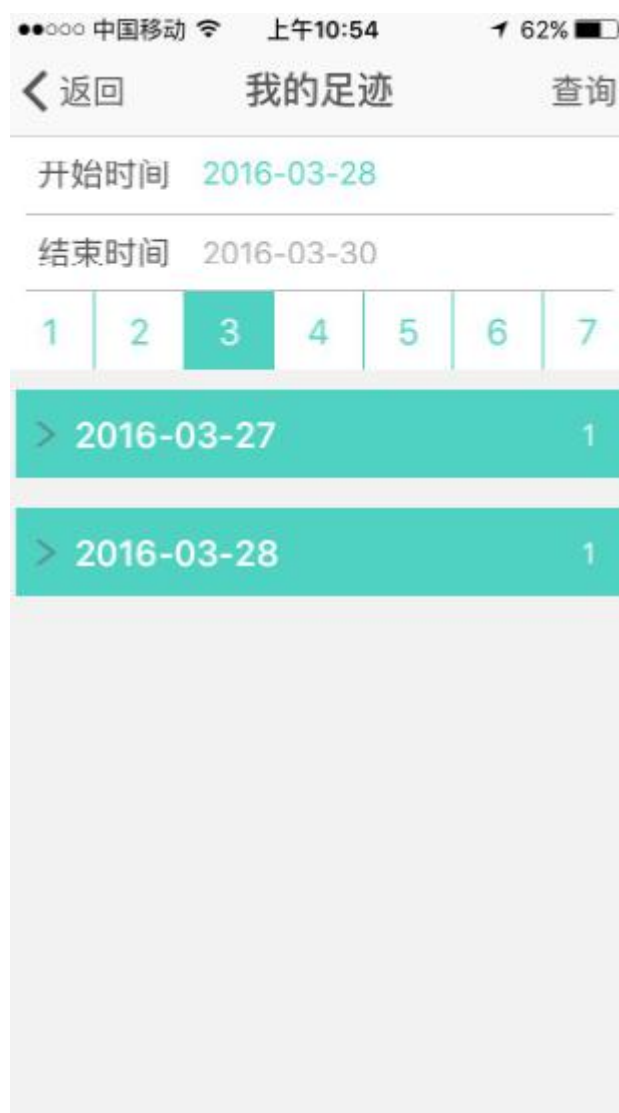 中国移动 上午10:54 62%
返回 我的足迹 查询
开始时间 2016-03-28
结束时间 2016-03-30
1 2 3 4 5 6 7
> 2016-03-27 1
> 2016-03-28 1